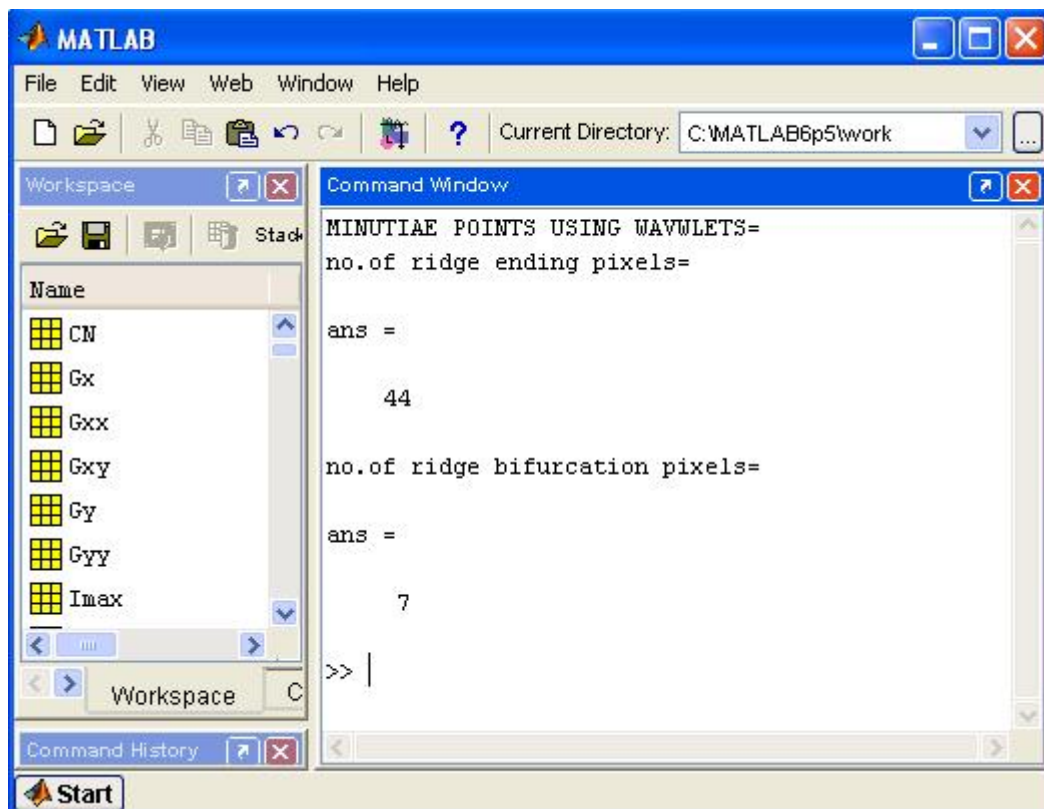 MATLAB
File Edit View Web Window Help
Current Directory: C:\MATLAB6p5\work ...
Workspace
Stack
Name
CN
Gx
Gxx
Gxy
Gy
Gyy
Imax
Workspace C
Command History
Command Window
MINUTIAE POINTS USING WAVWLETS=
no.of ridge ending pixels=
ans =
44
no.of ridge bifurcation pixels=
ans =
7
>>
Start